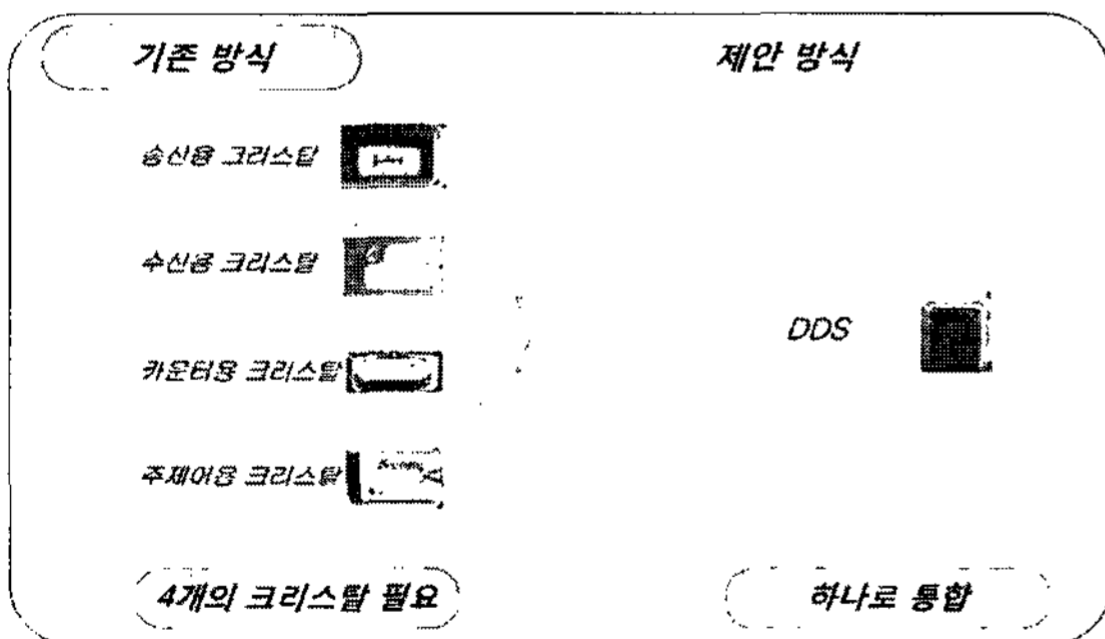 기존 방식
제안 방식
송신용 크리스탈
수신용 크리스탈
카운터용 크리스탈
주제어용 크리스탈
DDS
4개의 크리스탈 필요
하나로 통합